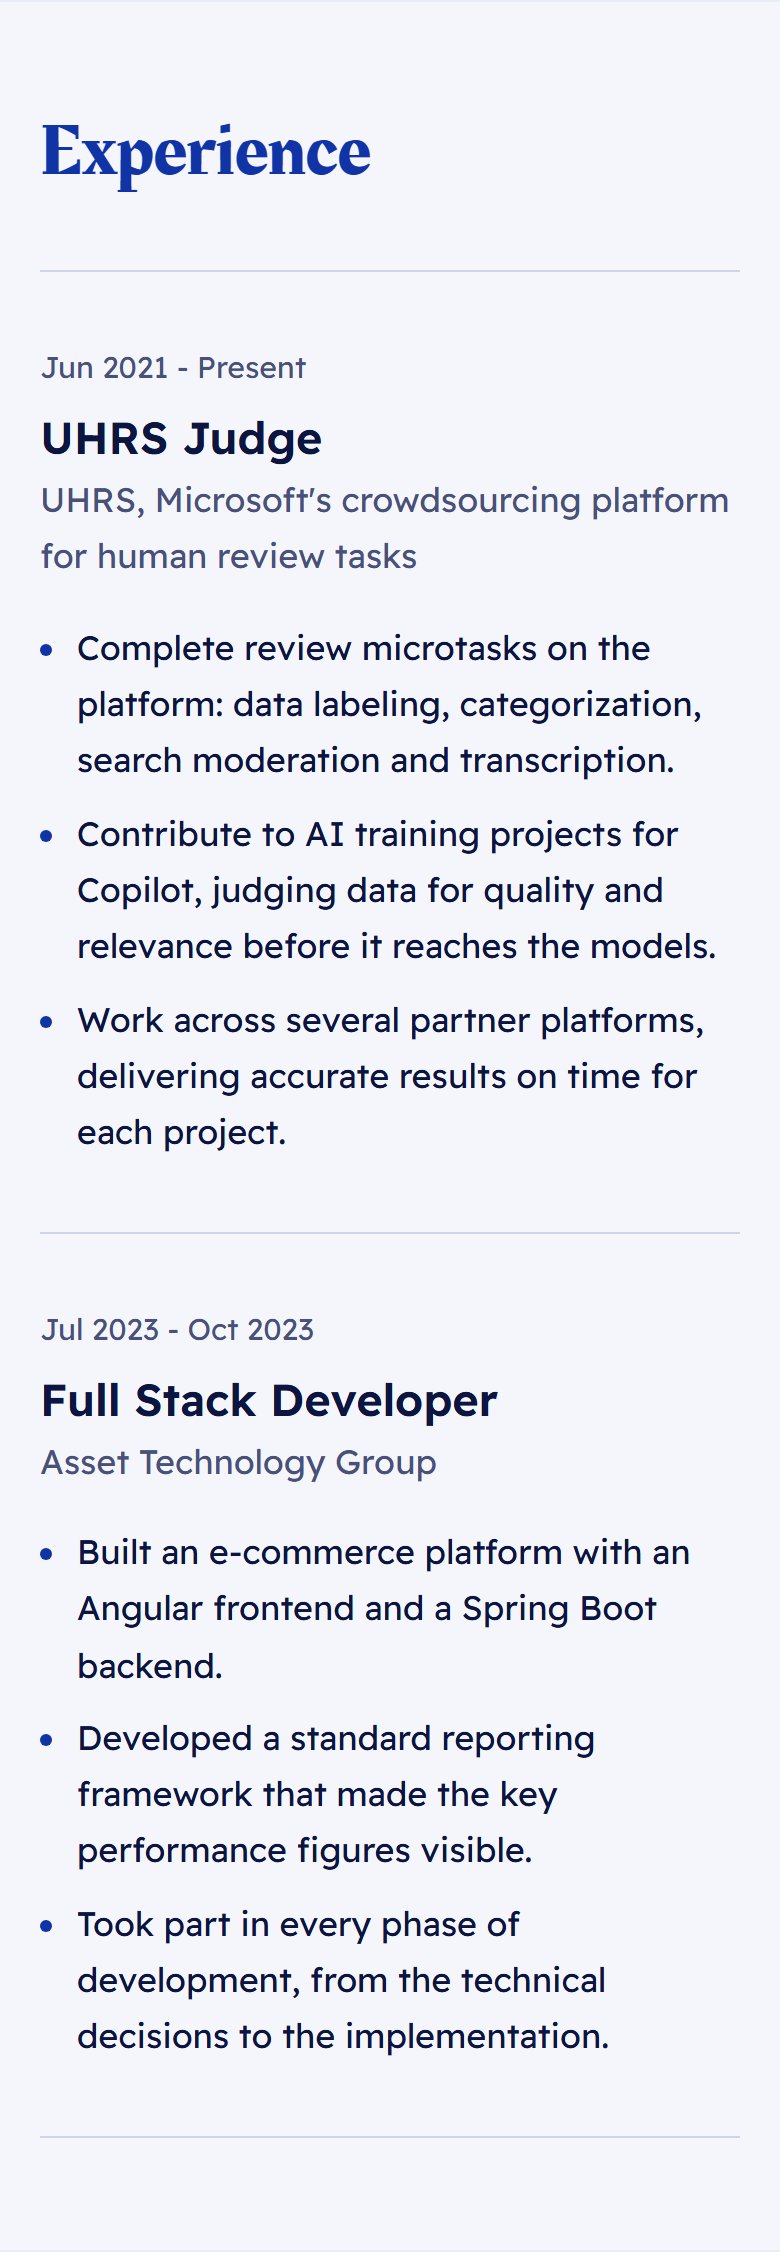 Experience
Jun 2021 - Present
UHRS Judge
UHRS, Microsoft's crowdsourcing platform
for human review tasks
• Complete review microtasks on the
platform: data labeling, categorization,
search moderation and transcription.
• Contribute to AI training projects for
Copilot, judging data for quality and
relevance before it reaches the models.
• Work across several partner platforms,
delivering accurate results on time for
each project.
Jul 2023 - Oct 2023
Full Stack Developer
Asset Technology Group
• Built an e-commerce platform with an
Angular frontend and a Spring Boot
backend.
• Developed a standard reporting
framework that made the key
performance figures visible.
• Took part in every phase of
development, from the technical
decisions to the implementation.